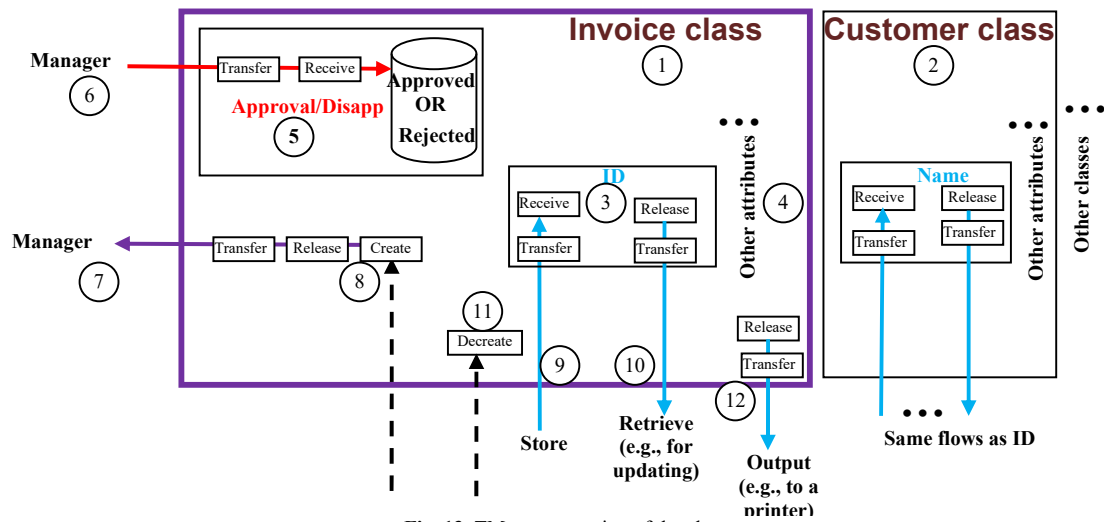 Invoice class
Customer class
1
2
Manager
6
Transfer
Receive
Approved
OR
Rejected
Approval/Disapp
5
ID
Receive
3
Release
Transfer
Transfer
Other attributes
4
Name
Receive
Release
Transfer
Transfer
Other attributes
Other classes
Manager
7
Transfer
Release
Create
8
11
Decreate
9
10
Release
Transfer
12
Store
Retrieve
(e.g., for
updating)
Output
(e.g., to a
printer)
Same flows as ID